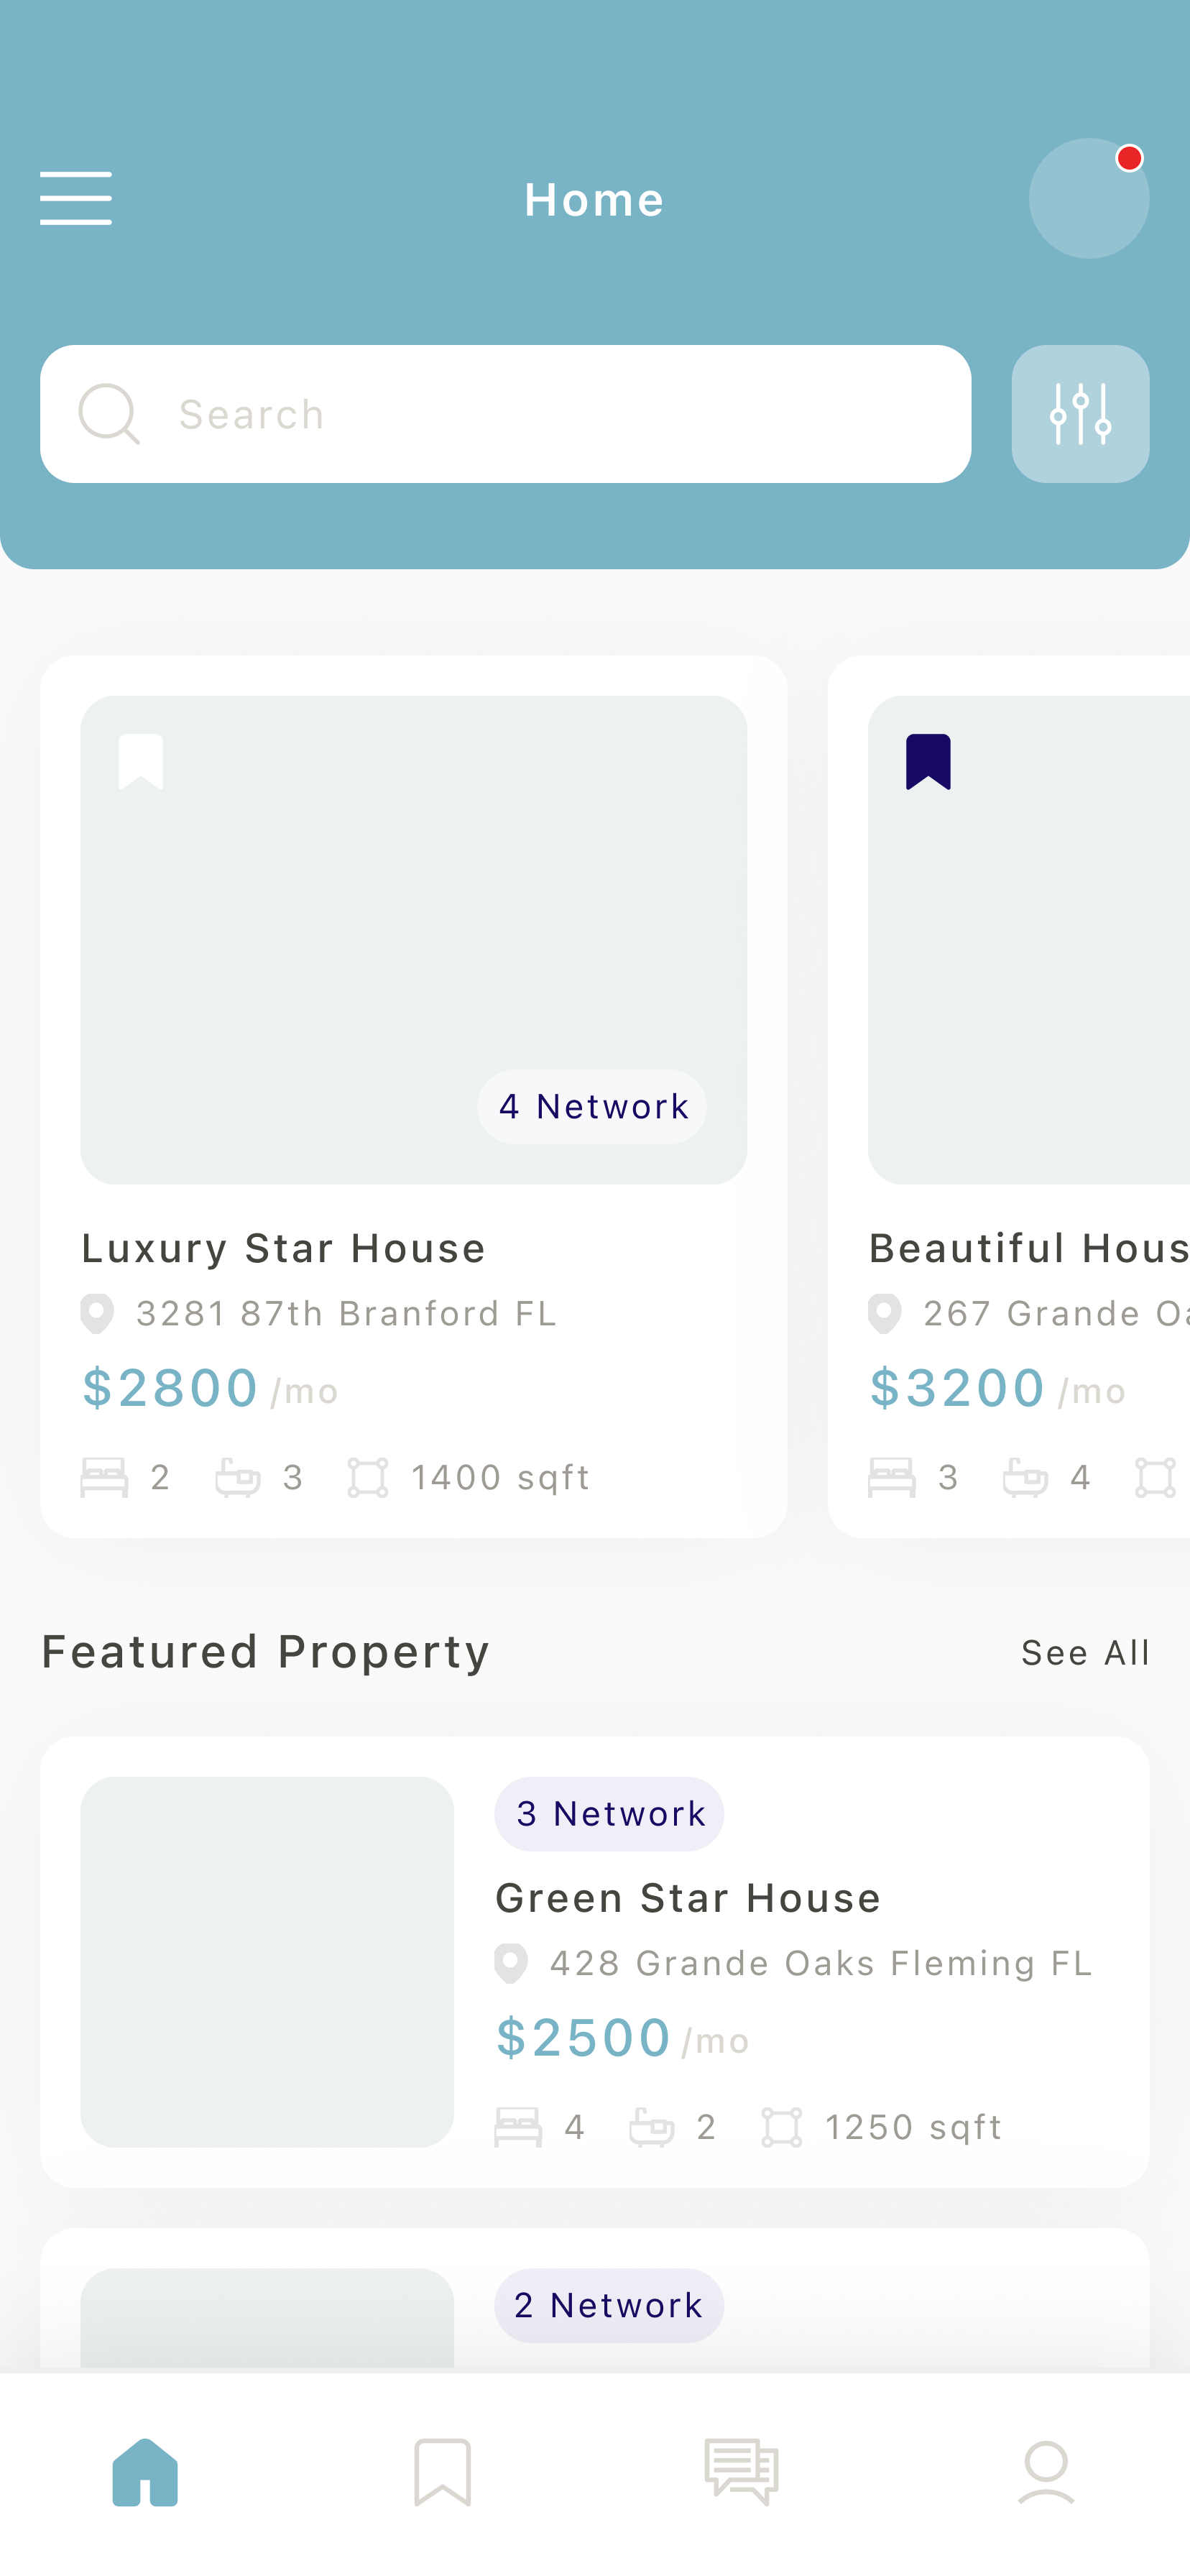 Home
Search
4 Network
Luxury Star House
3281 87th Branford FL
$2800 /mo
2 3 1400 sqft
Beautiful Hous
267 Grande Oa
$3200 /mo
3 4
Featured Property
See All
3 Network
Green Star House
428 Grande Oaks Fleming FL
$2500 /mo
4 2 1250 sqft
2 Network